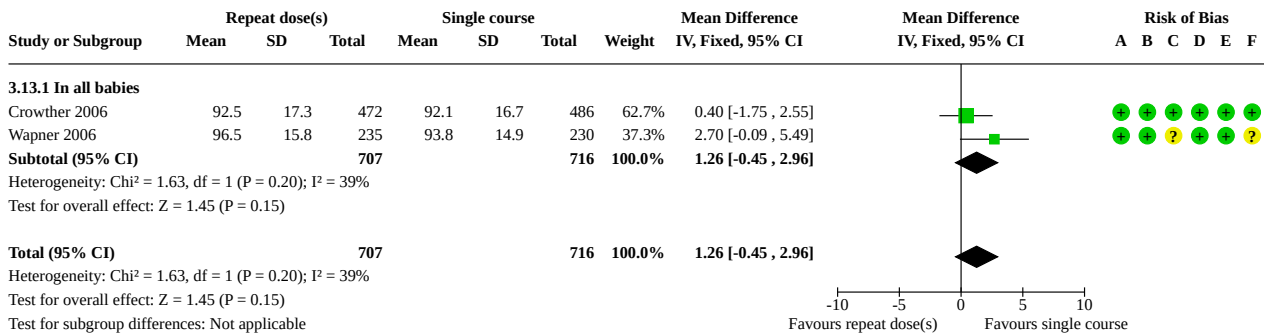 Repeat dose(s) Single course Mean Difference Mean Difference Risk of Bias
Study or Subgroup Mean SD Total Mean SD Total Weight IV, Fixed, 95% CI IV, Fixed, 95% CI A B C D E F
3.13.1 In all babies
Crowther 2006 92.5 17.3 472 92.1 16.7 486 62.7% 0.40 [-1.75 , 2.55] + + + + + +
Wapner 2006 96.5 15.8 235 93.8 14.9 230 37.3% 2.70 [-0.09 , 5.49] + + ? + + ?
Subtotal (95% CI) 707 716 100.0% 1.26 [-0.45 , 2.96]
Heterogeneity: Chi² = 1.63, df = 1 (P = 0.20); I² = 39%
Test for overall effect: Z = 1.45 (P = 0.15)
Total (95% CI) 707 716 100.0% 1.26 [-0.45 , 2.96]
Heterogeneity: Chi² = 1.63, df = 1 (P = 0.20); I² = 39%
Test for overall effect: Z = 1.45 (P = 0.15) -10 -5 0 5 10
Test for subgroup differences: Not applicable Favours repeat dose(s) Favours single course